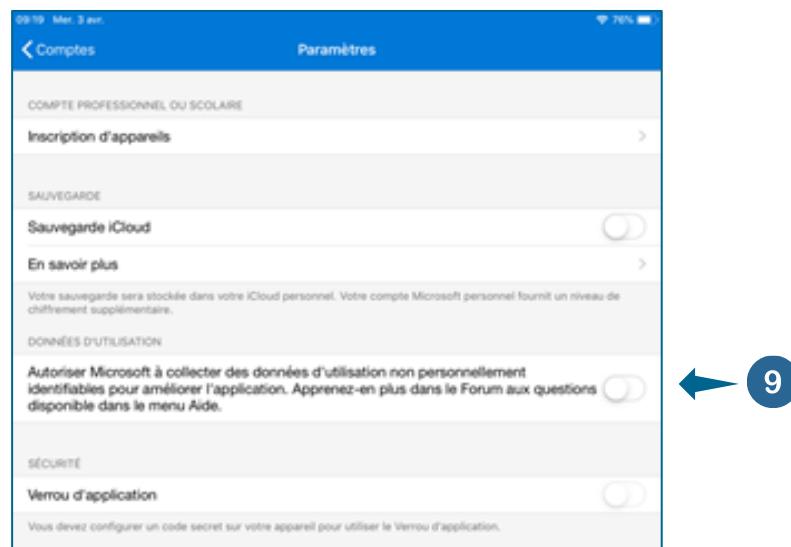 09:19 Mer. 3 avr. 76%
Comptes Paramètres
COMPTE PROFESSIONNEL OU SCOLAIRE
Inscription d'appareils
SAUVEGARDE
Sauvegarde iCloud
En savoir plus
Votre sauvegarde sera stockée dans votre iCloud personnel. Votre compte Microsoft personnel fournit un niveau de
chiffrement supplémentaire.
DONNÉES D'UTILISATION
Autoriser Microsoft à collecter des données d'utilisation non personnellement
identifiables pour améliorer l'application. Apprenez-en plus dans le Forum aux questions
disponible dans le menu Aide.
9
SÉCURITÉ
Verrou d'application
Vous devez configurer un code secret sur votre appareil pour utiliser le Verrou d'application.